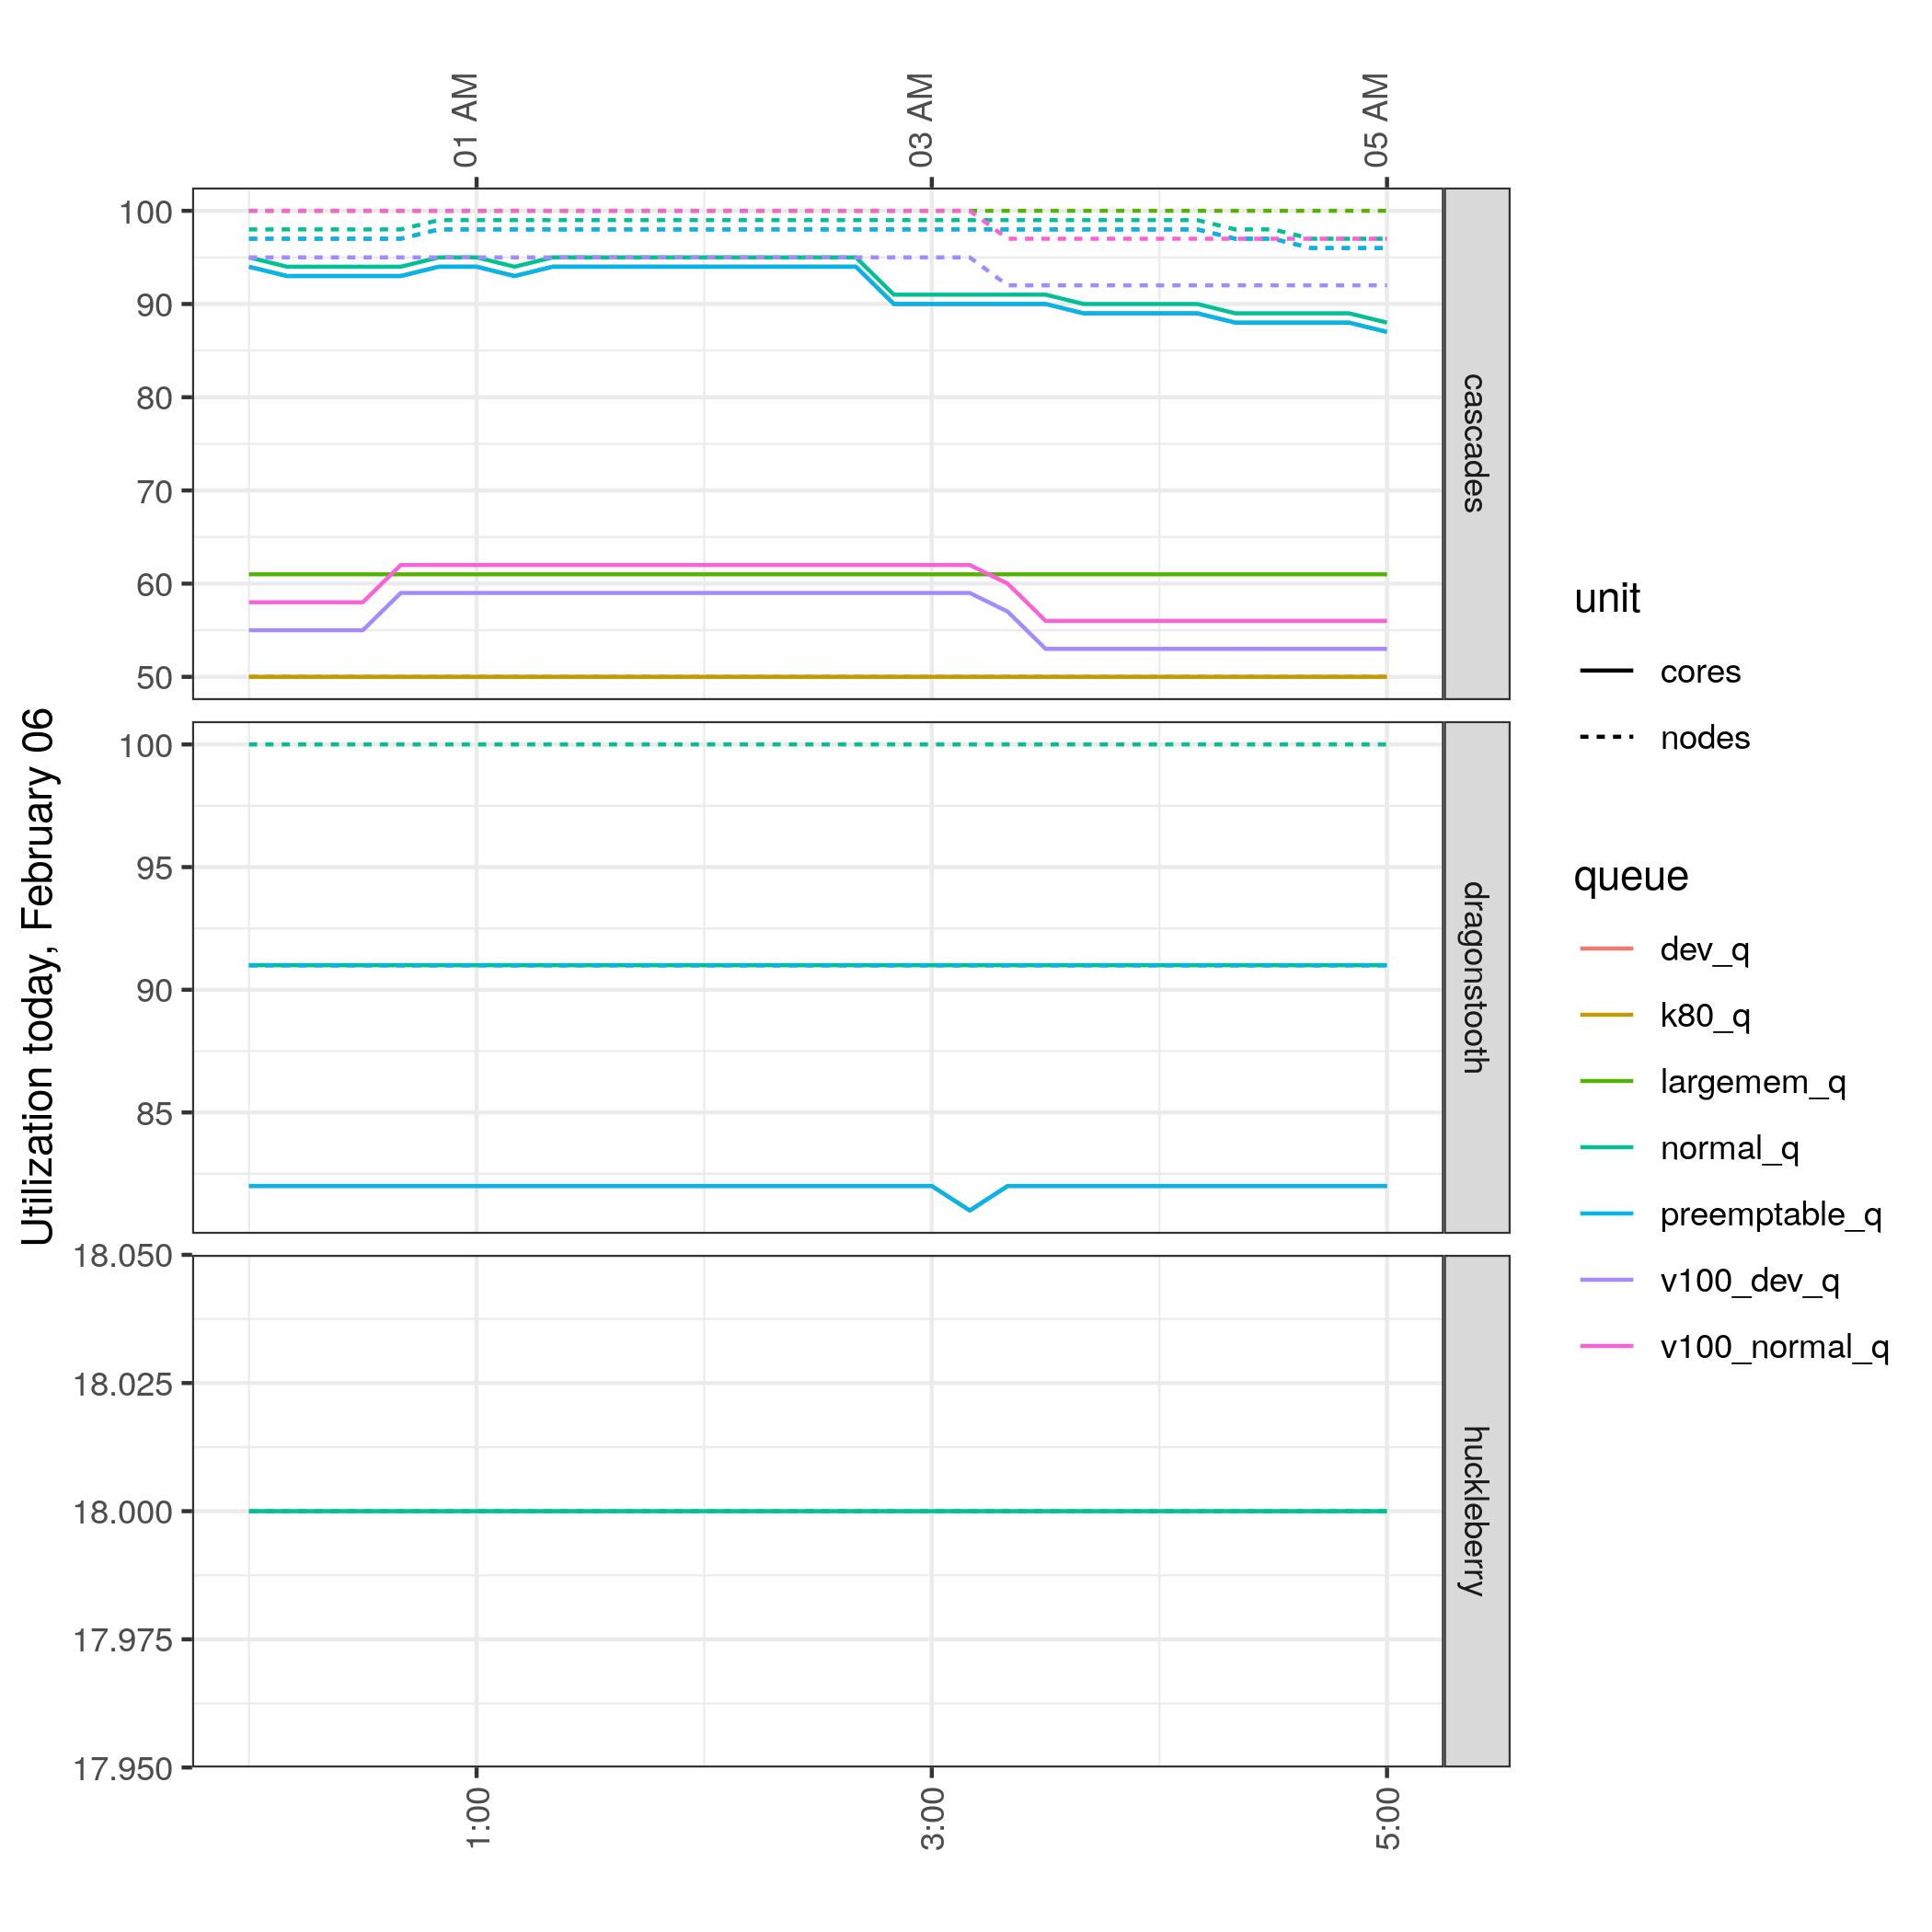 01 AM
03 AM
05 AM
100
90
80
70
60
50
cascades
100
95
90
85
dragonstooth
18.050
18.025
18.000
17.975
17.950
huckleberry
1:00
3:00
5:00
Utilization today, February 06
unit
cores
nodes
queue
dev_q
k80_q
largemem_q
normal_q
preemptable_q
v100_dev_q
v100_normal_q